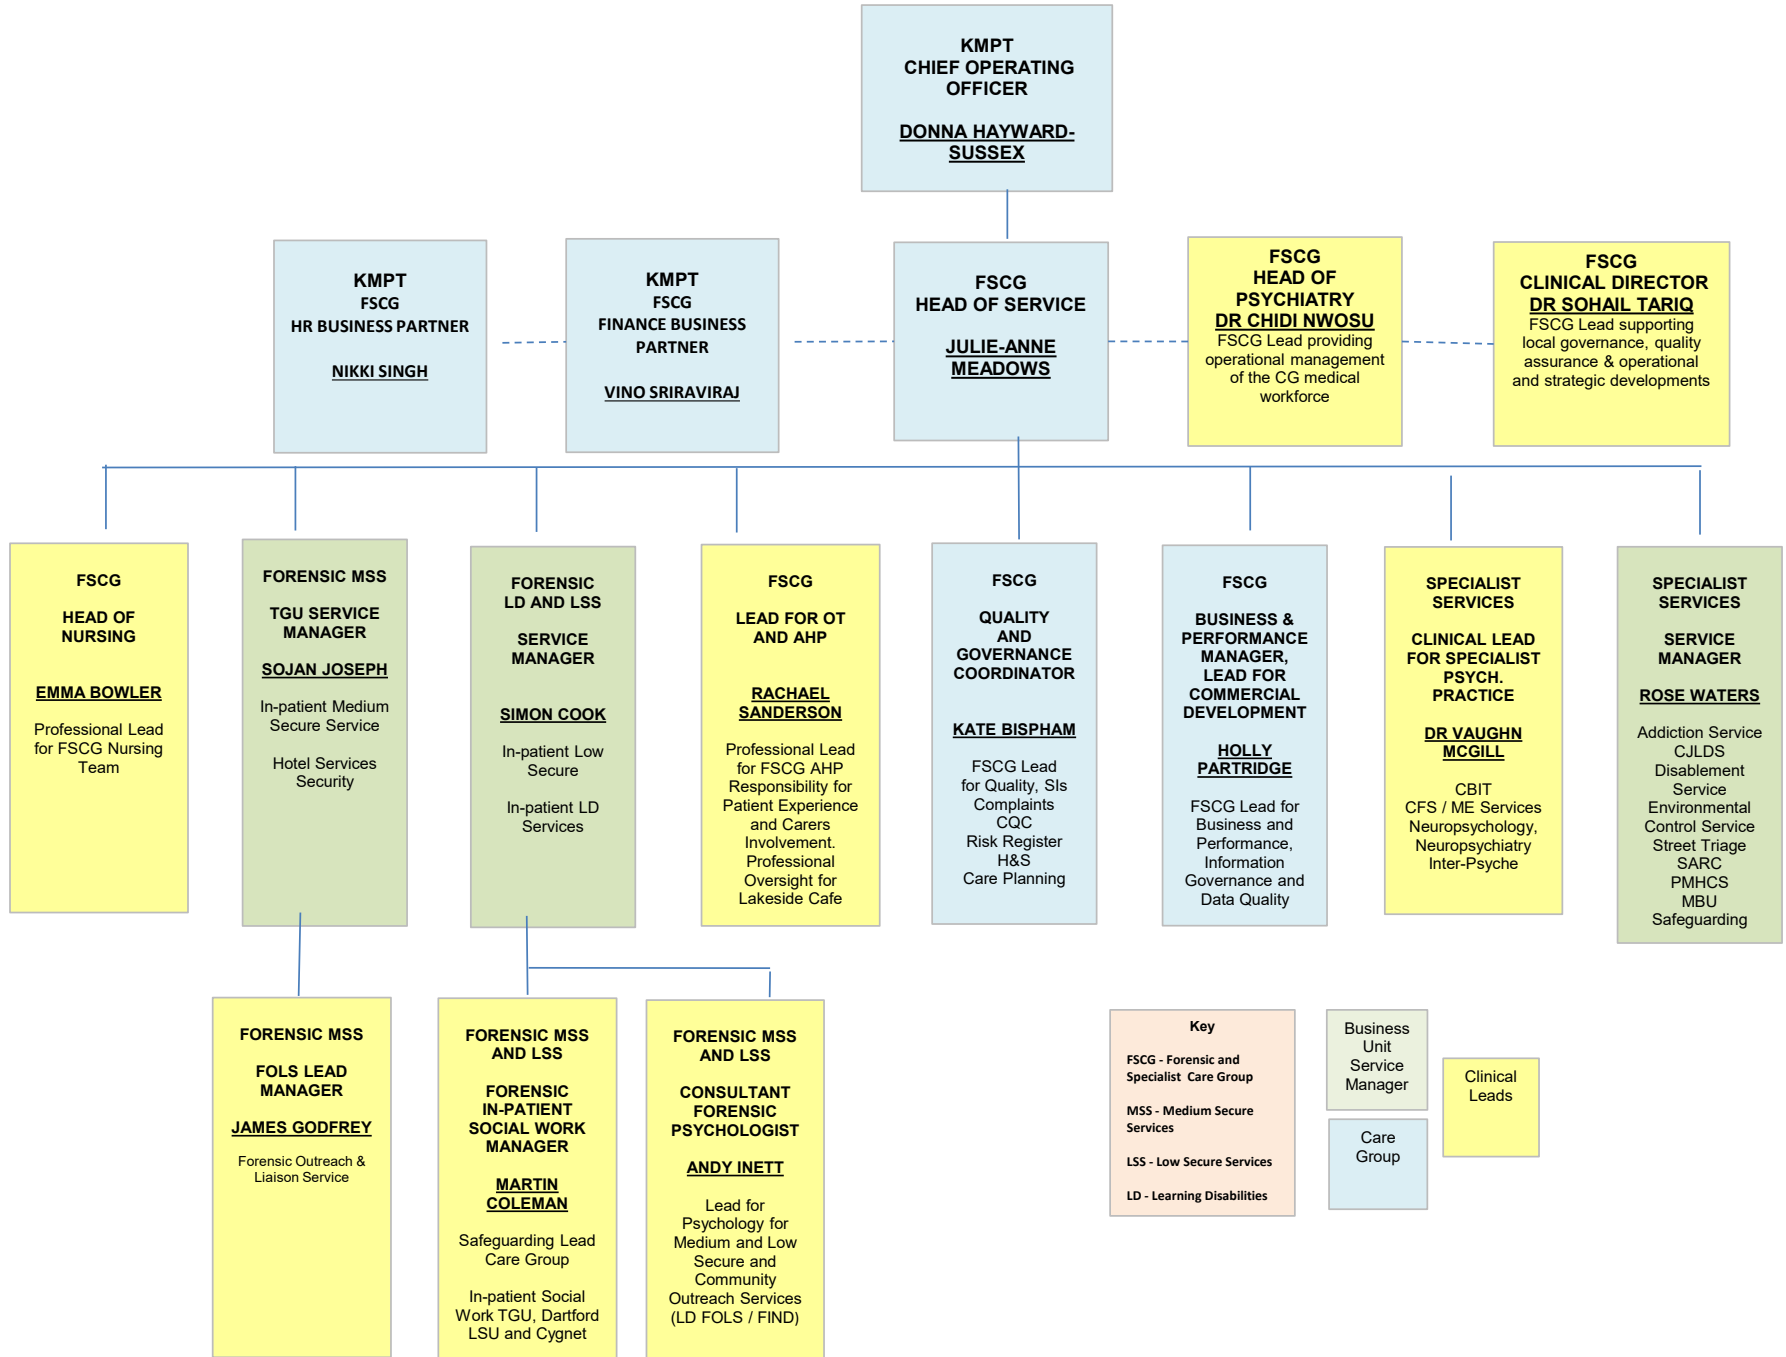 KMPT
CHIEF OPERATING
OFFICER
DONNA HAYWARD-
SUSSEX
KMPT
FSCG
HR BUSINESS PARTNER
NIKKI SINGH
KMPT
FSCG
FINANCE BUSINESS
PARTNER
VINO SRIRAVIRAJ
FSCG
HEAD OF SERVICE
JULIE-ANNE
MEADOWS
FSCG
HEAD OF
PSYCHIATRY
DR CHIDI NWOSU
FSCG Lead providing
operational management
of the CG medical
workforce
FSCG
CLINICAL DIRECTOR
DR SOHAIL TARIQ
FSCG Lead supporting
local governance, quality
assurance & operational
and strategic developments
FSCG
HEAD OF
NURSING
EMMA BOWLER
Professional Lead
for FSCG Nursing
Team
FORENSIC MSS
TGU SERVICE
MANAGER
SOJAN JOSEPH
In-patient Medium
Secure Service
Hotel Services
Security
FORENSIC
LD AND LSS
SERVICE
MANAGER
SIMON COOK
In-patient Low
Secure
In-patient LD
Services
FSCG
LEAD FOR OT
AND AHP
RACHAEL
SANDERSON
Professional Lead
for FSCG AHP
Responsibility for
Patient Experience
and Carers
Involvement.
Professional
Oversight for
Lakeside Cafe
FSCG
QUALITY
AND
GOVERNANCE
COORDINATOR
KATE BISPHAM
FSCG Lead
for Quality, SIs
Complaints
CQC
Risk Register
H&S
Care Planning
FSCG
BUSINESS &
PERFORMANCE
MANAGER,
LEAD FOR
COMMERCIAL
DEVELOPMENT
HOLLY
PARTRIDGE
FSCG Lead for
Business and
Performance,
Information
Governance and
Data Quality
SPECIALIST
SERVICES
CLINICAL LEAD
FOR SPECIALIST
PSYCH.
PRACTICE
DR VAUGHN
MCGILL
CBIT
CFS / ME Services
Neuropsychology,
Neuropsychiatry
Inter-Psyche
SPECIALIST
SERVICES
SERVICE
MANAGER
ROSE WATERS
Addiction Service
CJLDS
Disablement
Service
Environmental
Control Service
Street Triage
SARC
PMHCS
MBU
Safeguarding
FORENSIC MSS
FOLS LEAD
MANAGER
JAMES GODFREY
Forensic Outreach &
Liaison Service
FORENSIC MSS
AND LSS
FORENSIC
IN-PATIENT
SOCIAL WORK
MANAGER
MARTIN
COLEMAN
Safeguarding Lead
Care Group
In-patient Social
Work TGU, Dartford
LSU and Cygnet
FORENSIC MSS
AND LSS
CONSULTANT
FORENSIC
PSYCHOLOGIST
ANDY INETT
Lead for
Psychology for
Medium and Low
Secure and
Community
Outreach Services
(LD FOLS / FIND)
Key
FSCG - Forensic and
Specialist Care Group
MSS - Medium Secure
Services
LSS - Low Secure Services
LD - Learning Disabilities
Business
Unit
Service
Manager
Care
Group
Clinical
Leads